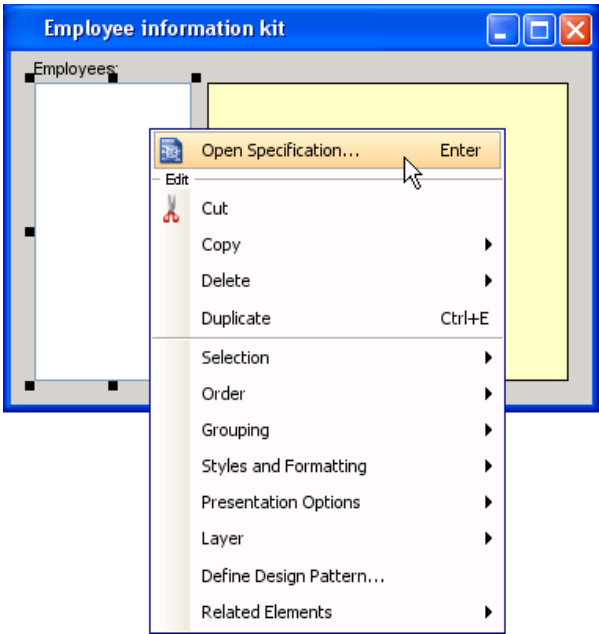 Employee information kit
Employees:
Open Specification... Enter
Edit
Cut
Copy
Delete
Duplicate Ctrl+E
Selection
Order
Grouping
Styles and Formatting
Presentation Options
Layer
Define Design Pattern...
Related Elements